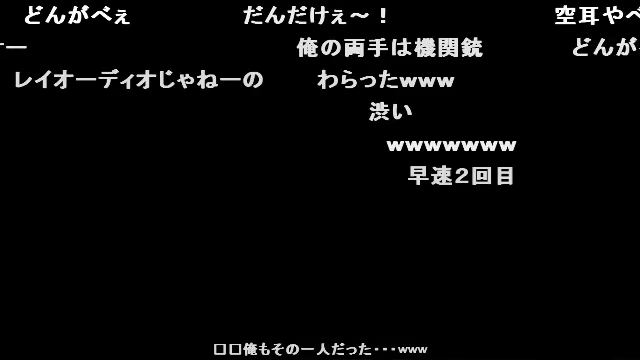 どんがべぇ だんだけぇ～！ 空耳やべ
ー 俺の両手は機関銃 どんが
レイオーディオじゃねーの わらったwww
渋い
wwwwwww
早速2回目
□□俺もその一人だった･･･www